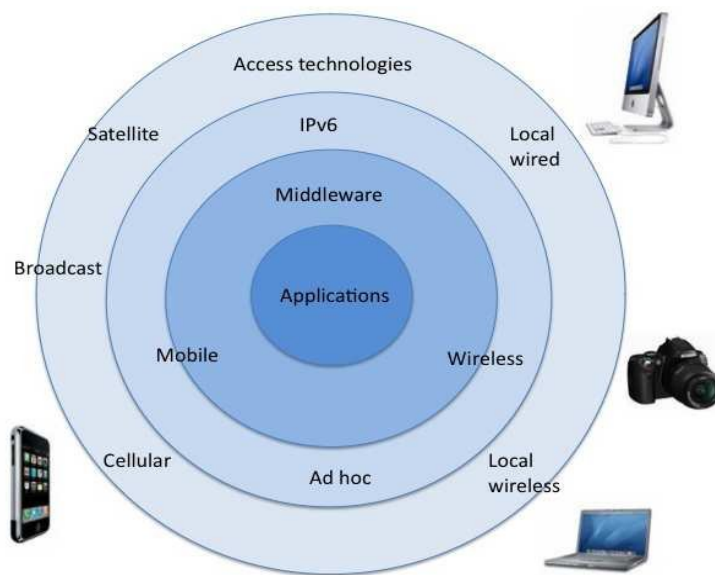 Access technologies
IPv6
Satellite
Local
wired
Middleware
Broadcast
Applications
Mobile
Wireless
Cellular
Ad hoc
Local
wireless